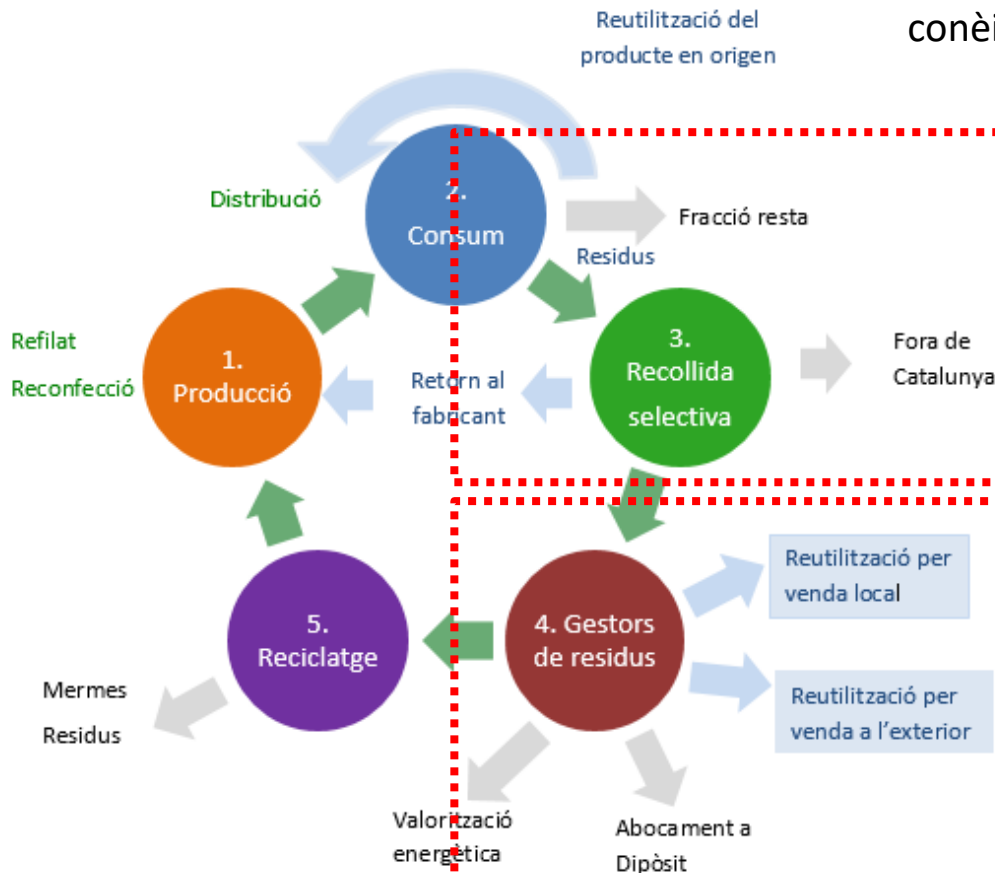 Reutilització del
producte en origen
conèi
Distribució
2.
Consum
Fracció resta
Residus
Refilat
Reconfecció
1.
Producció
Retorn al
fabricant
3.
Recollida
selectiva
Fora de
Catalunya
Reutilització per
venda local
5.
Reciclatge
4. Gestors
de residus
Mermes
Residus
Reutilització per
venda a l'exterior
Valorització
energètica
Abocament a
Dipòsit